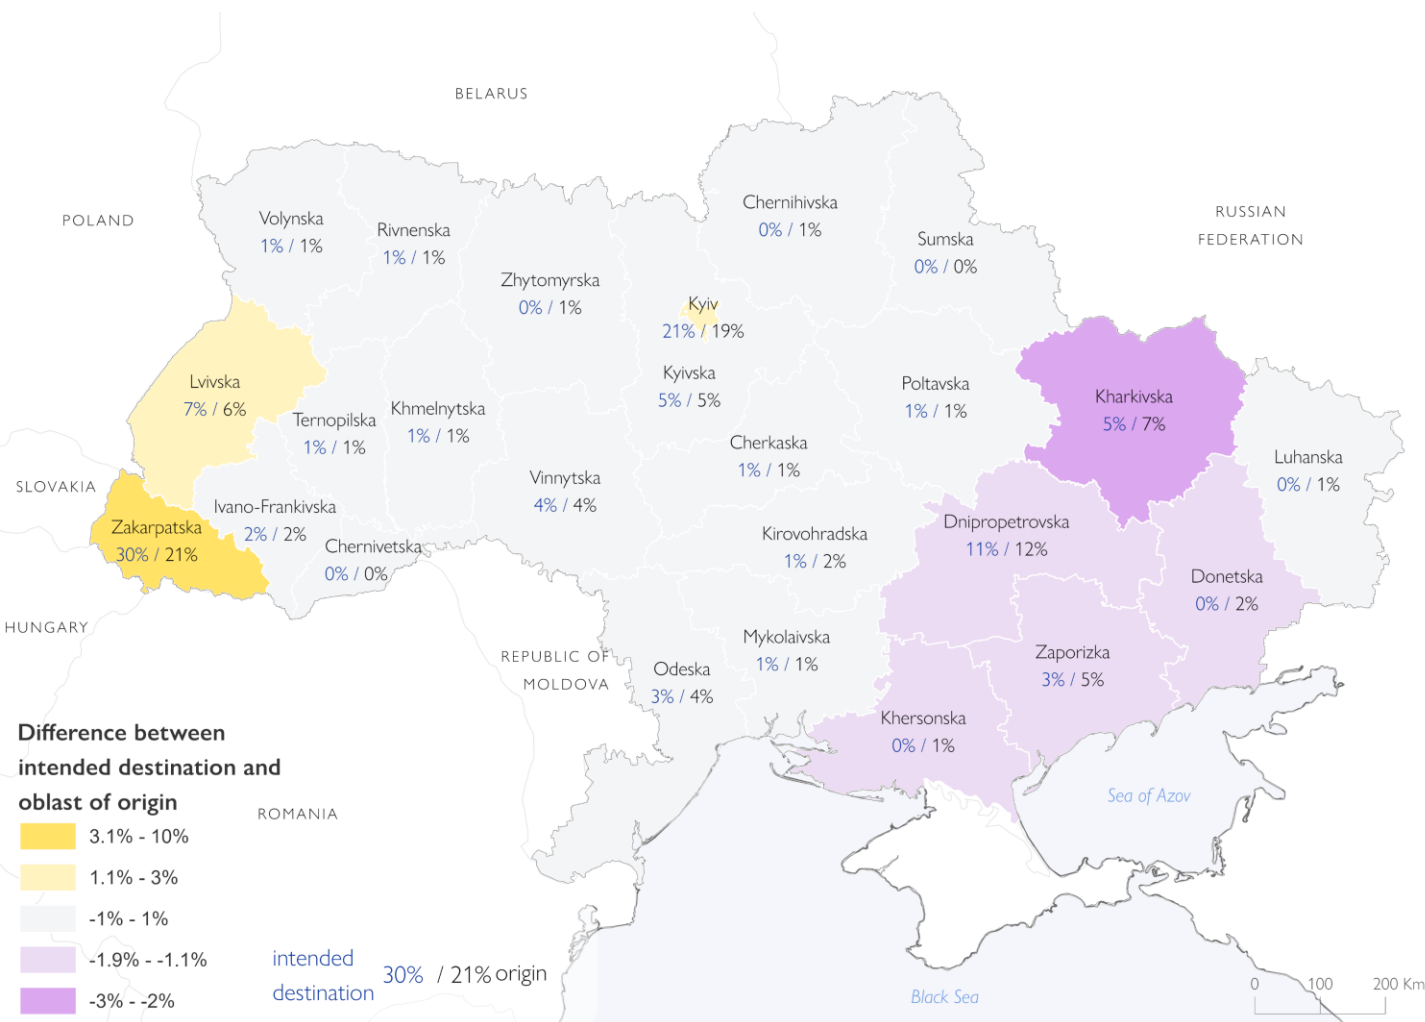 BELARUS
POLAND
RUSSIAN
FEDERATION
Volynska
1% / 1%
Rivnenska
1% / 1%
Chernihivska
0% / 1%
Sumska
0% / 0%
Zhytomyrska
0% / 1%
Kyiv
21% / 19%
Kyivska
5% / 5%
Lvivska
7% / 6%
Ternopilska
1% / 1%
Khmelnytska
1% / 1%
Poltavska
1% / 1%
Kharkivska
5% / 7%
Cherkaska
1% / 1%
Luhanska
0% / 1%
SLOVAKIA
Vinnytska
4% / 4%
Ivano-Frankivska
2% / 2%
Zakarpatska
30% / 21%
Chernivetska
0% / 0%
Kirovohradska
1% / 2%
Dnipropetrovska
11% / 12%
Donetska
0% / 2%
HUNGARY
REPUBLIC OF
MOLDOVA
Mykolaivska
1% / 1%
Odeska
3% / 4%
Zaporizka
3% / 5%
Khersonska
0% / 1%
Sea of Azov
ROMANIA
Black Sea
Difference between
intended destination and
oblast of origin
3.1% - 10%
1.1% - 3%
-1% - 1%
-1.9% - -1.1%
-3% - -2%
intended
destination
30% / 21% origin
0 100 200 Km